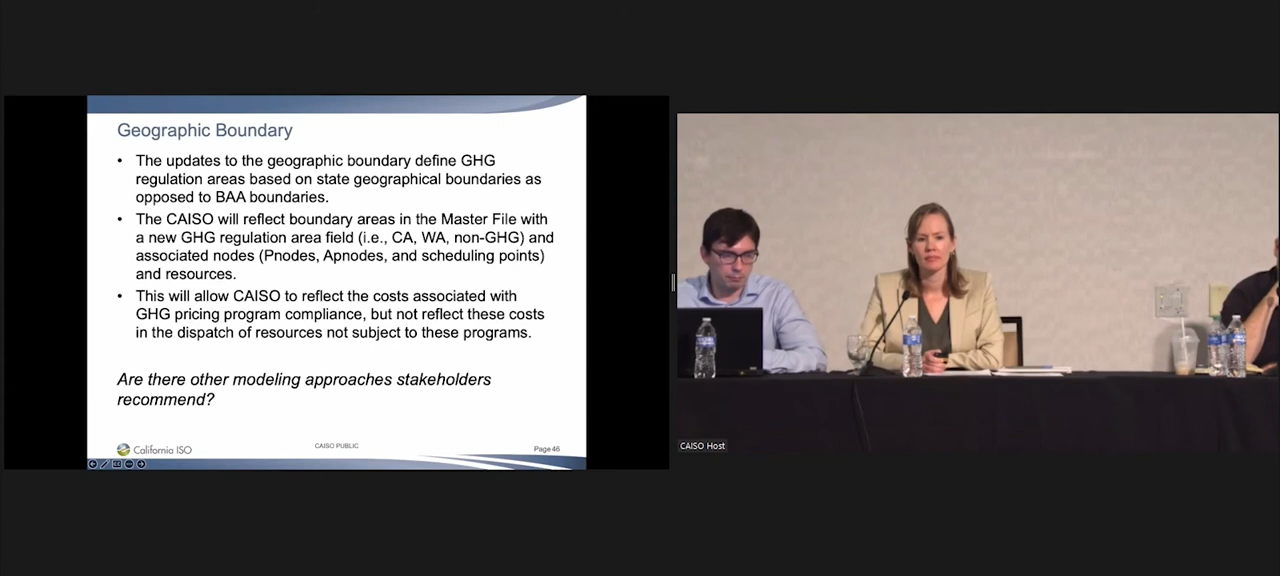 Geographic Boundary
• The updates to the geographic boundary define GHG
regulation areas based on state geographical boundaries as
opposed to BAA boundaries.
• The CAISO will reflect boundary areas in the Master File with
a new GHG regulation area field (i.e., CA, WA, non-GHG) and
associated nodes (Pnodes, Apnodes, and scheduling points)
and resources.
• This will allow CAISO to reflect the costs associated with
GHG pricing program compliance, but not reflect these costs
in the dispatch of resources not subject to these programs.
Are there other modeling approaches stakeholders
recommend?
California ISO
CAISO PUBLIC
Page 46
CAISO Host